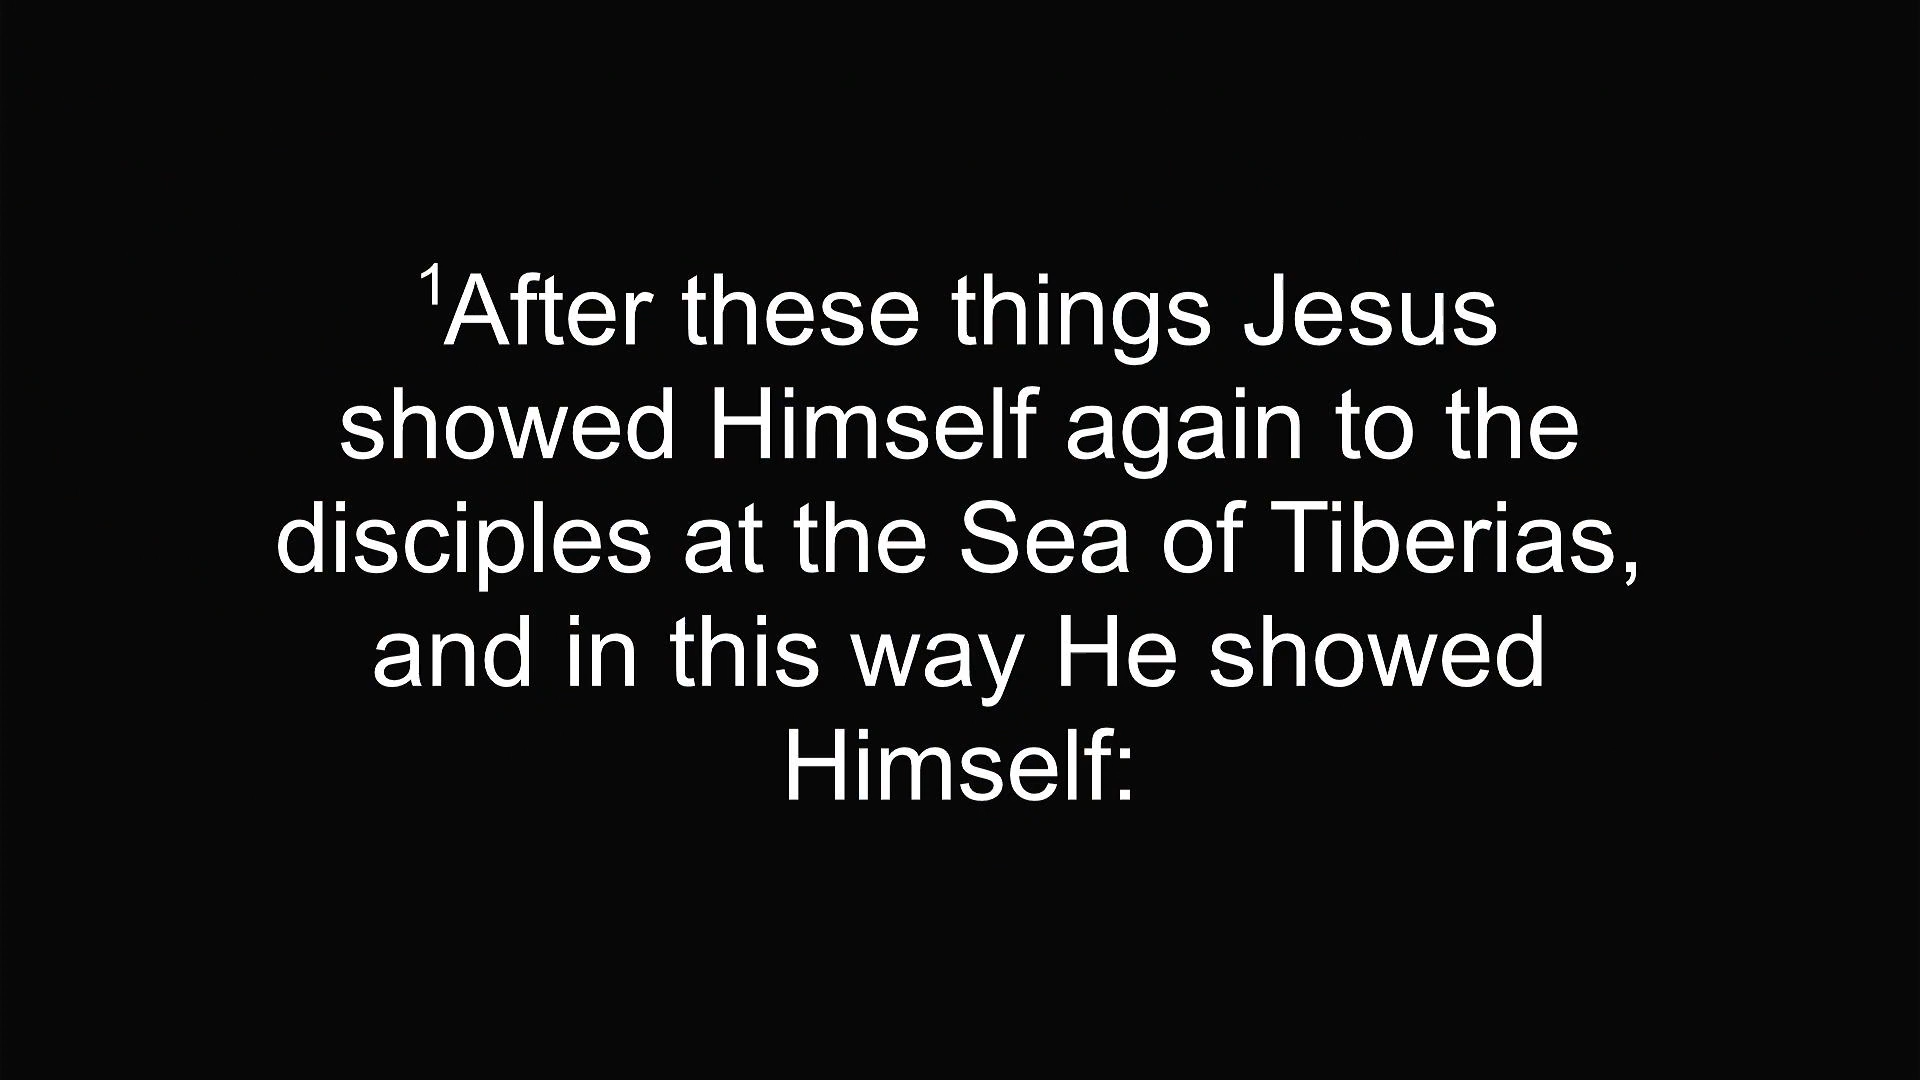 ¹After these things Jesus
showed Himself again to the
disciples at the Sea of Tiberias,
and in this way He showed
Himself: